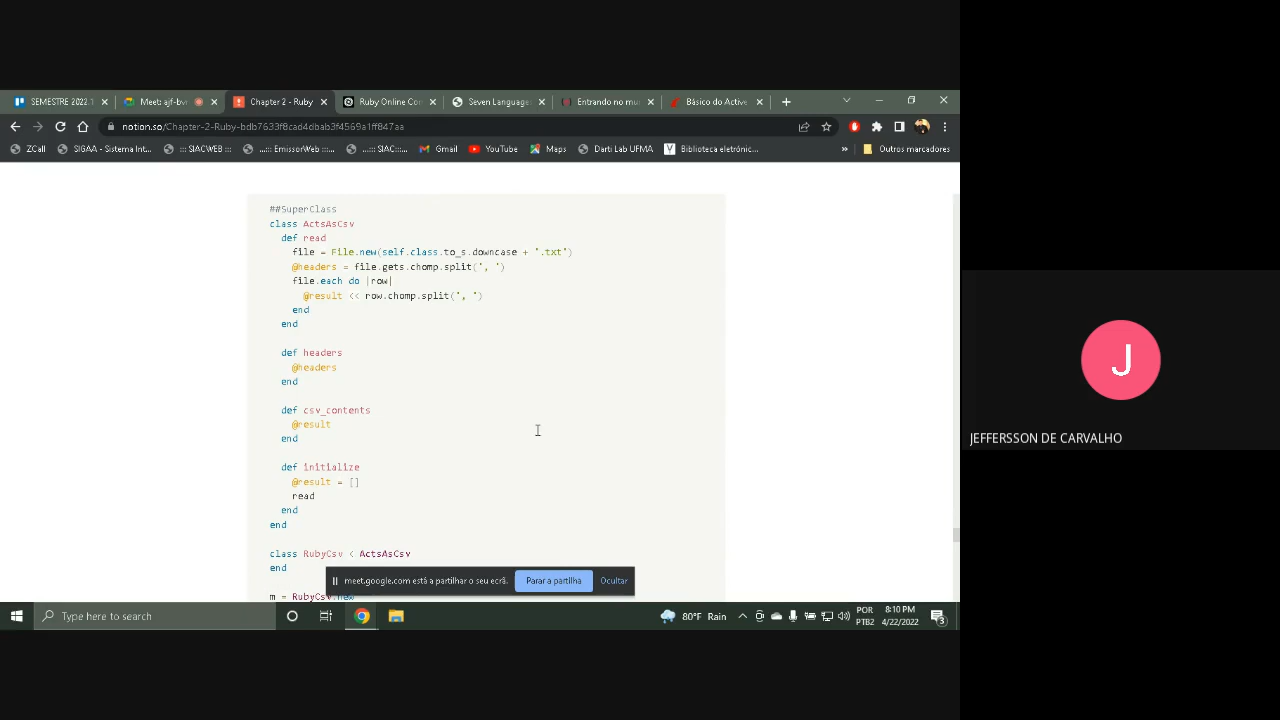 SEMESTRE 2022.1
Meet: ajf-bv
Chapter 2 - Ruby
Ruby Online Co
Seven Language
Entrando no mu
Básico do Active
notion.so/Chapter-2-Ruby-bdb7633f8cad4dbab3f4569a1ff847aa
ZCall
SIGAA - Sistema Int...
::: SIACWEB :::
...::: EmissorWeb :::...
...::: SIAC:::...
Gmail
YouTube
Maps
Darti Lab UFMA
Biblioteca eletrónic...
»
Outros marcadores
##SuperClass
class ActsAsCsv
def read
file = File.new(self.class.to_s.downcase + '.txt')
@headers = file.gets.chomp.split(', ')
file.each do |row|
@result << row.chomp.split(', ')
end
end
def headers
@headers
end
def csv_contents
@result
end
def initialize
@result = []
read
end
end
class RubyCsv < ActsAsCsv
end
m = RubyCsv.new
meet.google.com está a partilhar o seu ecrã.
Parar a partilha
Ocultar
J
JEFFERSSON DE CARVALHO
Type here to search
80°F Rain
POR
PTB2
8:10 PM
4/22/2022
3